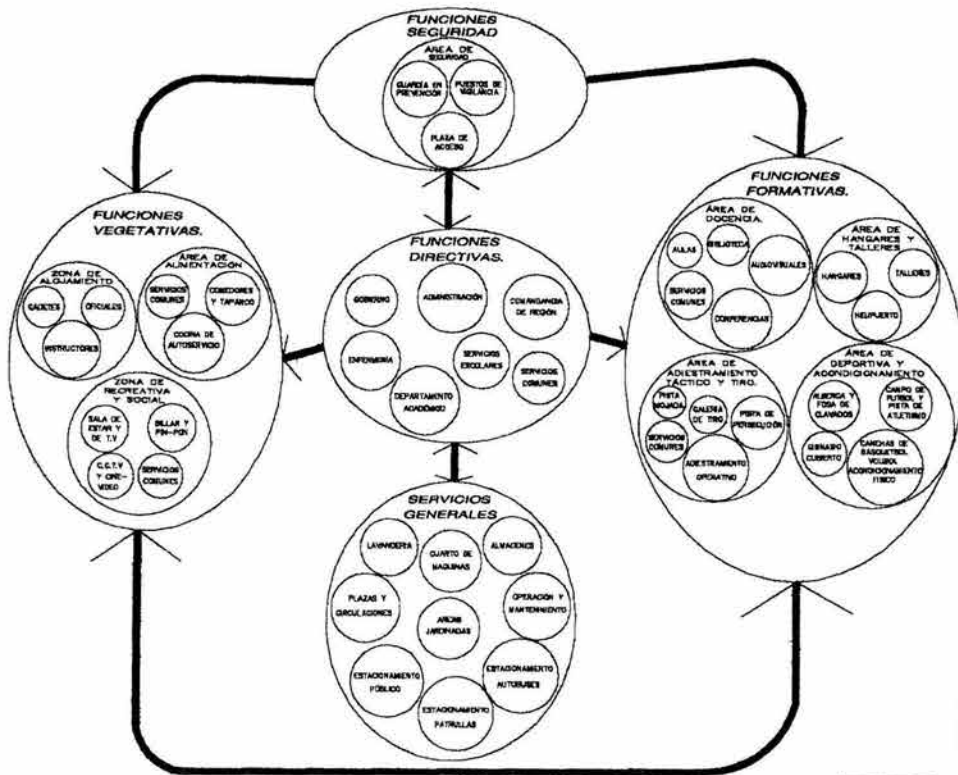 FUNCIONES
SEGURIDAD
ÁREA DE
SEGURIDAD
GUARDIA EN
PREVENCIÓN
PUESTOS DE
VIGILANCIA
PLAZA DE
ACCESO
FUNCIONES
VEGETATIVAS.
ZONA DE
ALOJAMIENTO
CADETES
OFICIALES
INSTRUCTORES
ÁREA DE
ALIMENTACIÓN
SERVICIOS
COMUNES
COMEDORES
Y TAPANCO
COCINA DE
AUTOSERVICIO
ZONA DE
RECREATIVA
Y SOCIAL
SALA DE
ESTAR Y
DE T.V
BILLAR Y
PIN-PON
C.C.T.V
Y CINE-
VIDEO
SERVICIOS
COMUNES
FUNCIONES
DIRECTIVAS.
GOBIERNO
ADMINISTRACIÓN
COMANDANCIA
DE REGIÓN
ENFERMERÍA
SERVICIOS
ESCOLARES
SERVICIOS
COMUNES
DEPARTAMENTO
ACADÉMICO
FUNCIONES
FORMATIVAS.
ÁREA DE
DOCENCIA.
AULAS
BIBLIOTECA
AUDIOVISUALES
SERVICIOS
COMUNES
CONFERENCIAS
ÁREA DE
HANGARES Y
TALLERES
HANGARES
TALLERES
HELIPUERTO
ÁREA DE
ADIESTRAMIENTO
TÁCTICO Y TIRO.
PISTA
MOJADA
GALERIA
DE TIRO
PISTA DE
PERSECUCIÓN
SERVICIOS
COMUNES
ADIESTRAMIENTO
OPERATIVO
ÁREA DE
DEPORTIVA Y
ACONDICIONAMIENTO
ALBERCA Y
FOSA DE
CLAVADOS
CAMPO DE
FUTBOL Y
PISTA DE
ATLETISMO
GIMNASIO
CUBIERTO
CANCHAS DE
BASQUETBOL
VOLIBOL
ACONDICIONAMIENTO
FISICO
SERVICIOS
GENERALES
LAVANDERÍA
CUARTO DE
MAQUINAS
ALMACENES
PLAZAS Y
CIRCULACIONES
AREAS
JARDINADAS
OPERACIÓN Y
MANTENIMIENTO
ESTACIONAMIENTO
PÚBLICO
ESTACIONAMIENTO
PATRULLAS
ESTACIONAMIENTO
AUTOBUSES